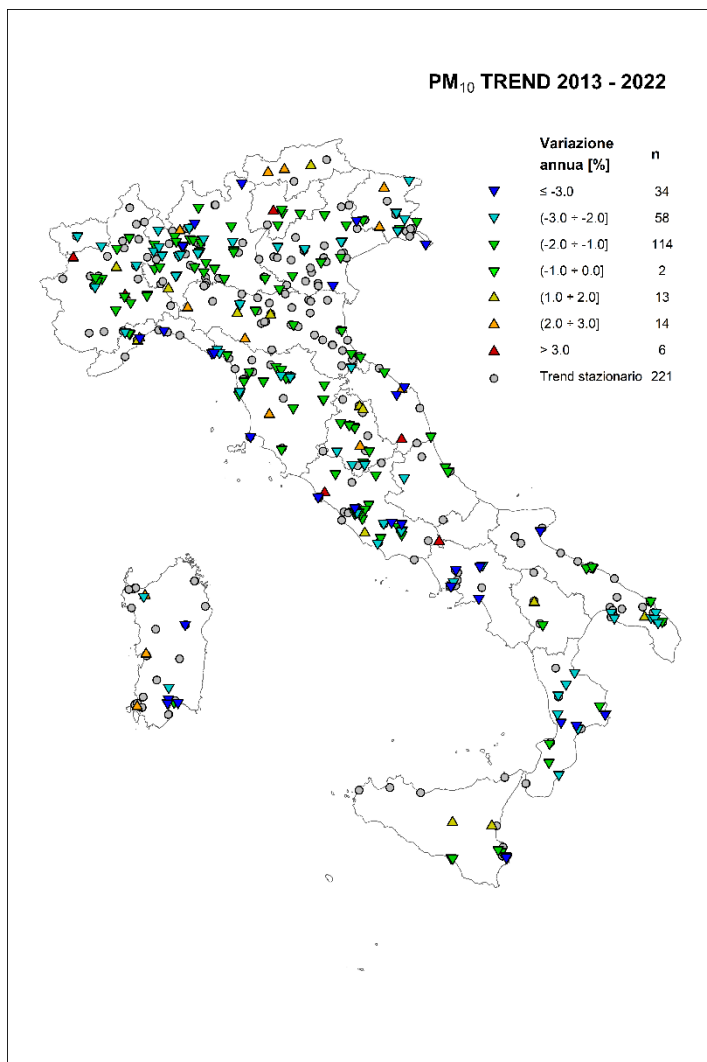 PM₁₀ TREND 2013 - 2022
Variazione annua [%] n
≤ -3.0 34
(-3.0 ÷ -2.0] 58
(-2.0 ÷ -1.0] 114
(-1.0 ÷ 0.0] 2
(1.0 ÷ 2.0] 13
(2.0 ÷ 3.0] 14
> 3.0 6
Trend stazionario 221